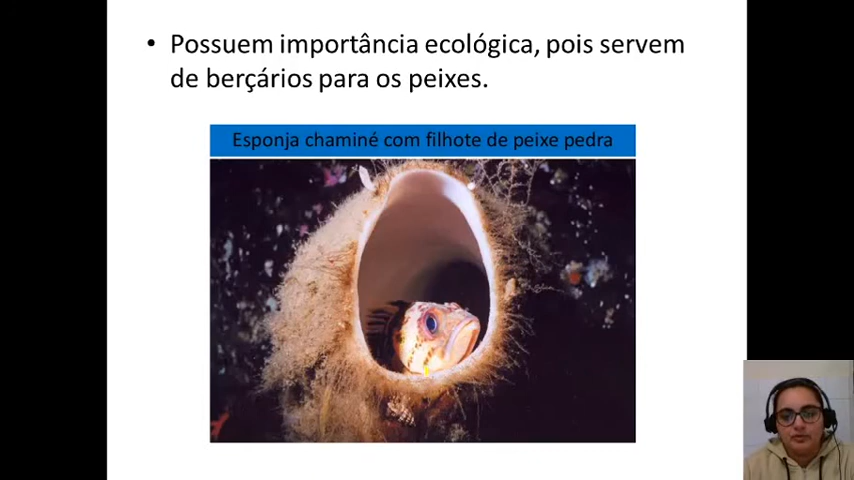 • Possuem importância ecológica, pois servem
de berçários para os peixes.
Esponja chaminé com filhote de peixe pedra